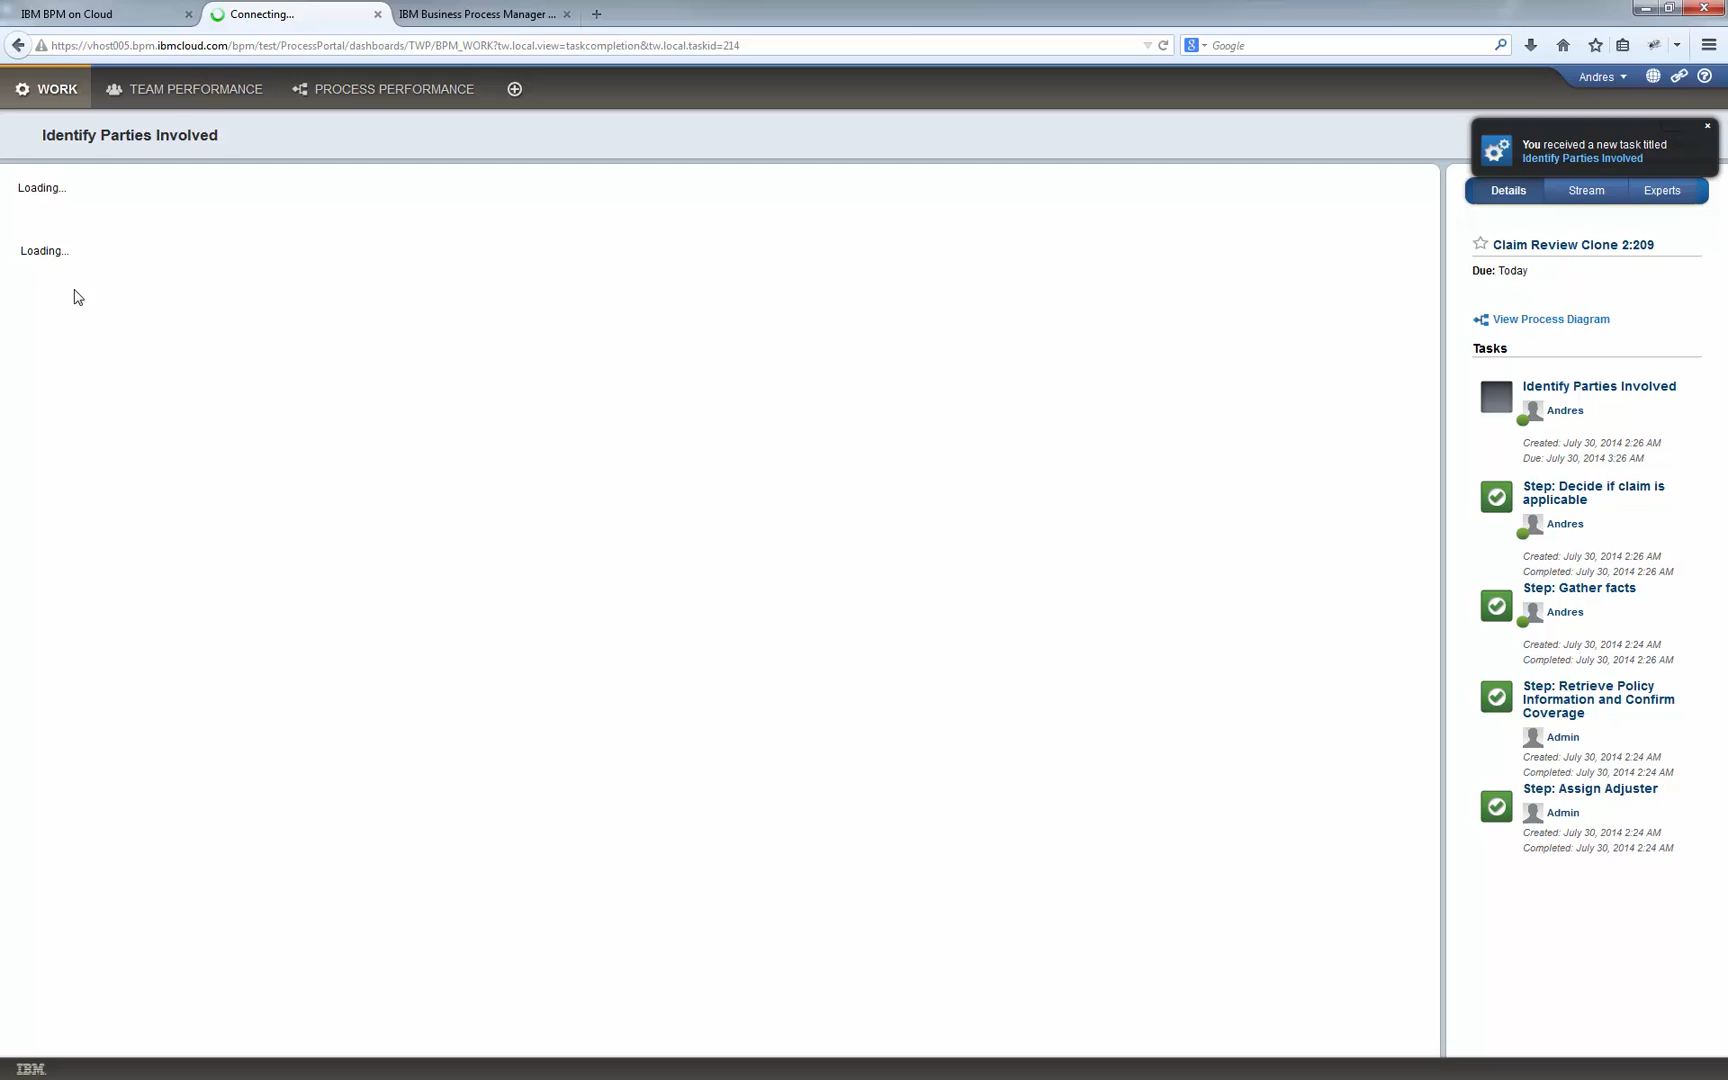 IBM BPM on Cloud
Connecting...
IBM Business Process Manager ...
https://vhost005.bpm.ibmcloud.com/bpm/test/ProcessPortal/dashboards/TWP/BPM_WORK?tw.local.view=taskcompletion&tw.local.taskid=214
Google
WORK
TEAM PERFORMANCE
PROCESS PERFORMANCE
Andres
Identify Parties Involved
You received a new task titled
Identify Parties Involved
Loading...
Loading...
Details
Stream
Experts
Claim Review Clone 2:209
Due: Today
View Process Diagram
Tasks
Identify Parties Involved
Andres
Created: July 30, 2014 2:26 AM
Due: July 30, 2014 3:26 AM
Step: Decide if claim is
applicable
Andres
Created: July 30, 2014 2:26 AM
Completed: July 30, 2014 2:26 AM
Step: Gather facts
Andres
Created: July 30, 2014 2:24 AM
Completed: July 30, 2014 2:26 AM
Step: Retrieve Policy
Information and Confirm
Coverage
Admin
Created: July 30, 2014 2:24 AM
Completed: July 30, 2014 2:24 AM
Step: Assign Adjuster
Admin
Created: July 30, 2014 2:24 AM
Completed: July 30, 2014 2:24 AM
IBM.